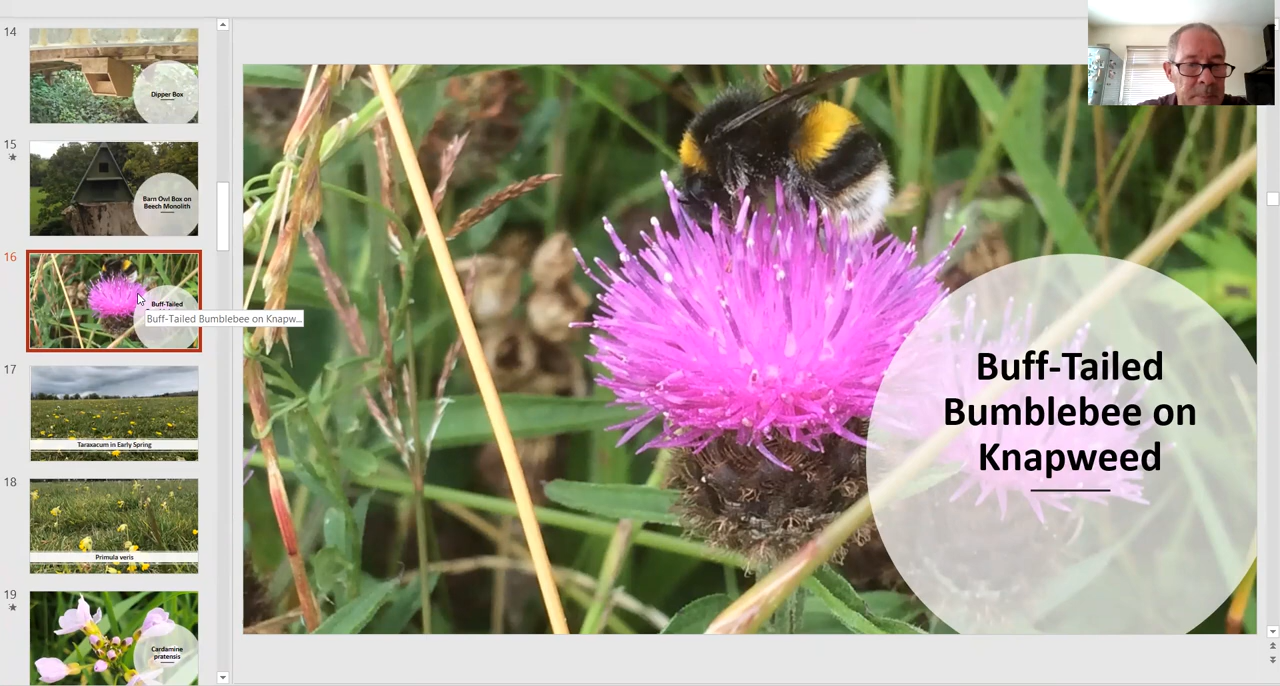 14
Dipper Box
15
Barn Owl Box on
Beech Monolith
16
Buff-Tailed
Buff-Tailed Bumblebee on Knapw...
17
Taraxacum in Early Spring
18
Primula veris
19
Cardamine
pratensis
Buff-Tailed
Bumblebee on
Knapweed